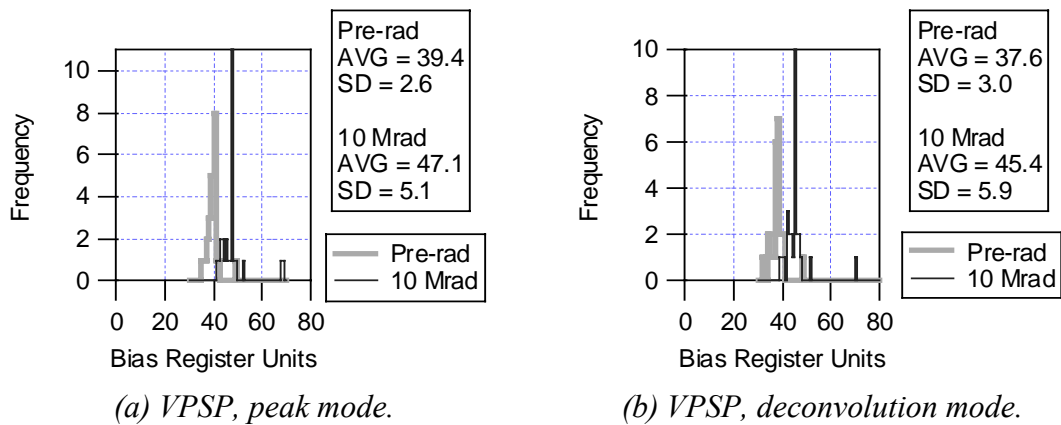 Frequency
10
8
6
4
2
0
0 20 40 60 80
Bias Register Units
Pre-rad
AVG = 39.4
SD = 2.6
10 Mrad
AVG = 47.1
SD = 5.1
Pre-rad
10 Mrad
(a) VPSP, peak mode.
Frequency
10
8
6
4
2
0
0 20 40 60 80
Bias Register Units
Pre-rad
AVG = 37.6
SD = 3.0
10 Mrad
AVG = 45.4
SD = 5.9
Pre-rad
10 Mrad
(b) VPSP, deconvolution mode.